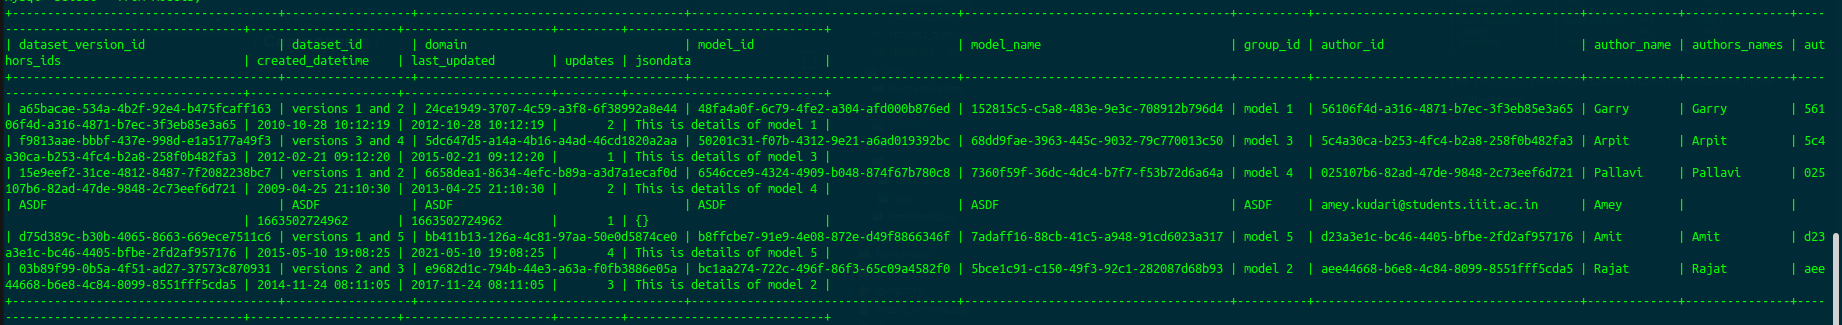 +--------------------------------------+------------------+--------------------------------------+--------------------------------------+--------------------------------------+----------+--------------------------------------+-------------+---------------+----
----------------------------------+---------------------+---------------------+---------+----------------------------+
| dataset_version_id | dataset_id | domain | model_id | model_name | group_id | author_id | author_name | authors_names | aut
hors_ids | created_datetime | last_updated | updates | jsondata |
+--------------------------------------+------------------+--------------------------------------+--------------------------------------+--------------------------------------+----------+--------------------------------------+-------------+---------------+----
----------------------------------+---------------------+---------------------+---------+----------------------------+
| a65bacae-534a-4b2f-92e4-b475fcaff163 | versions 1 and 2 | 24ce1949-3707-4c59-a3f8-6f38992a8e44 | 48fa4a0f-6c79-4fe2-a304-afd000b876ed | 152815c5-c5a8-483e-9e3c-708912b796d4 | model 1 | 56106f4d-a316-4871-b7ec-3f3eb85e3a65 | Garry | Garry | 561
06f4d-a316-4871-b7ec-3f3eb85e3a65 | 2010-10-28 10:12:19 | 2012-10-28 10:12:19 | 2 | This is details of model 1 |
| f9813aae-bbbf-437e-998d-e1a5177a49f3 | versions 3 and 4 | 5dc647d5-a14a-4b16-a4ad-46cd1820a2aa | 50201c31-f07b-4312-9e21-a6ad019392bc | 68dd9fae-3963-445c-9032-79c770013c50 | model 3 | 5c4a30ca-b253-4fc4-b2a8-258f0b482fa3 | Arpit | Arpit | 5c4
a30ca-b253-4fc4-b2a8-258f0b482fa3 | 2012-02-21 09:12:20 | 2015-02-21 09:12:20 | 1 | This is details of model 3 |
| 15e9eef2-31ce-4812-8487-7f2082238bc7 | versions 1 and 2 | 6658dea1-8634-4efc-b89a-a3d7a1ecaf0d | 6546cce9-4324-4909-b048-874f67b780c8 | 7360f59f-36dc-4dc4-b7f7-f53b72d6a64a | model 4 | 025107b6-82ad-47de-9848-2c73eef6d721 | Pallavi | Pallavi | 025
107b6-82ad-47de-9848-2c73eef6d721 | 2009-04-25 21:10:30 | 2013-04-25 21:10:30 | 2 | This is details of model 4 |
| ASDF | ASDF | ASDF | ASDF | ASDF | ASDF | amey.kudari@students.iiit.ac.in | Amey | |
| 1663502724962 | 1663502724962 | 1 | {} |
| d75d389c-b30b-4065-8663-669ece7511c6 | versions 1 and 5 | bb411b13-126a-4c81-97aa-50e0d5874ce0 | b8ffcbe7-91e9-4e08-872e-d49f8866346f | 7adaff16-88cb-41c5-a948-91cd6023a317 | model 5 | d23a3e1c-bc46-4405-bfbe-2fd2af957176 | Amit | Amit | d23
a3e1c-bc46-4405-bfbe-2fd2af957176 | 2015-05-10 19:08:25 | 2021-05-10 19:08:25 | 4 | This is details of model 5 |
| 03b89f99-0b5a-4f51-ad27-37573c870931 | versions 2 and 3 | e9682d1c-794b-44e3-a63a-f0fb3886e05a | bc1aa274-722c-496f-86f3-65c09a4582f0 | 5bce1c91-c150-49f3-92c1-282087d68b93 | model 2 | aee44668-b6e8-4c84-8099-8551fff5cda5 | Rajat | Rajat | aee
44668-b6e8-4c84-8099-8551fff5cda5 | 2014-11-24 08:11:05 | 2017-11-24 08:11:05 | 3 | This is details of model 2 |
+--------------------------------------+------------------+--------------------------------------+--------------------------------------+--------------------------------------+----------+--------------------------------------+-------------+---------------+----
----------------------------------+---------------------+---------------------+---------+----------------------------+